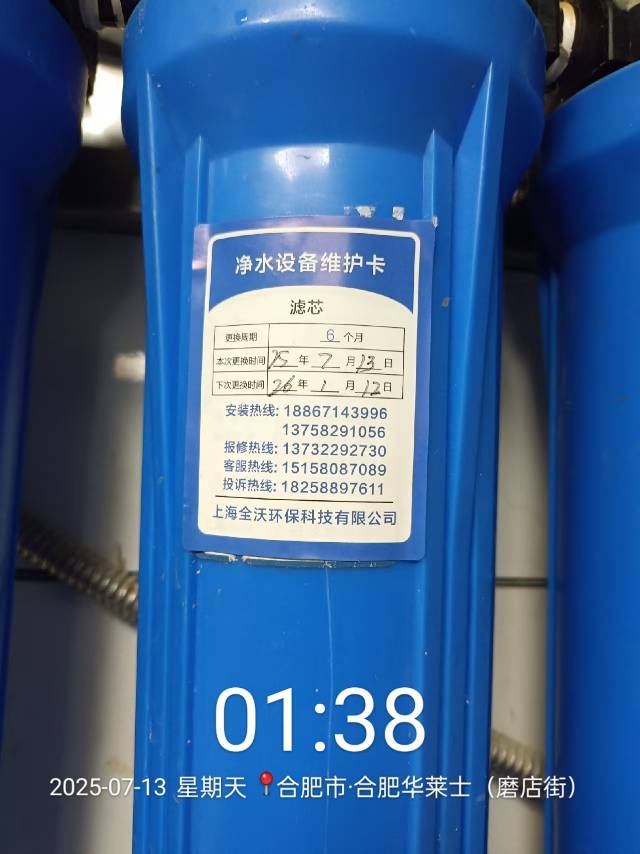 净水设备维护卡
滤芯
更换周期 6 个月
本次更换时间 25 年 7 月 13 日
下次更换时间 26 年 1 月 12 日
安装热线: 18867143996
13758291056
报修热线: 13732292730
客服热线: 15158087089
投诉热线: 18258897611
上海全沃环保科技有限公司
01:38
2025-07-13 星期天 📍合肥市·合肥华莱士（磨店街）